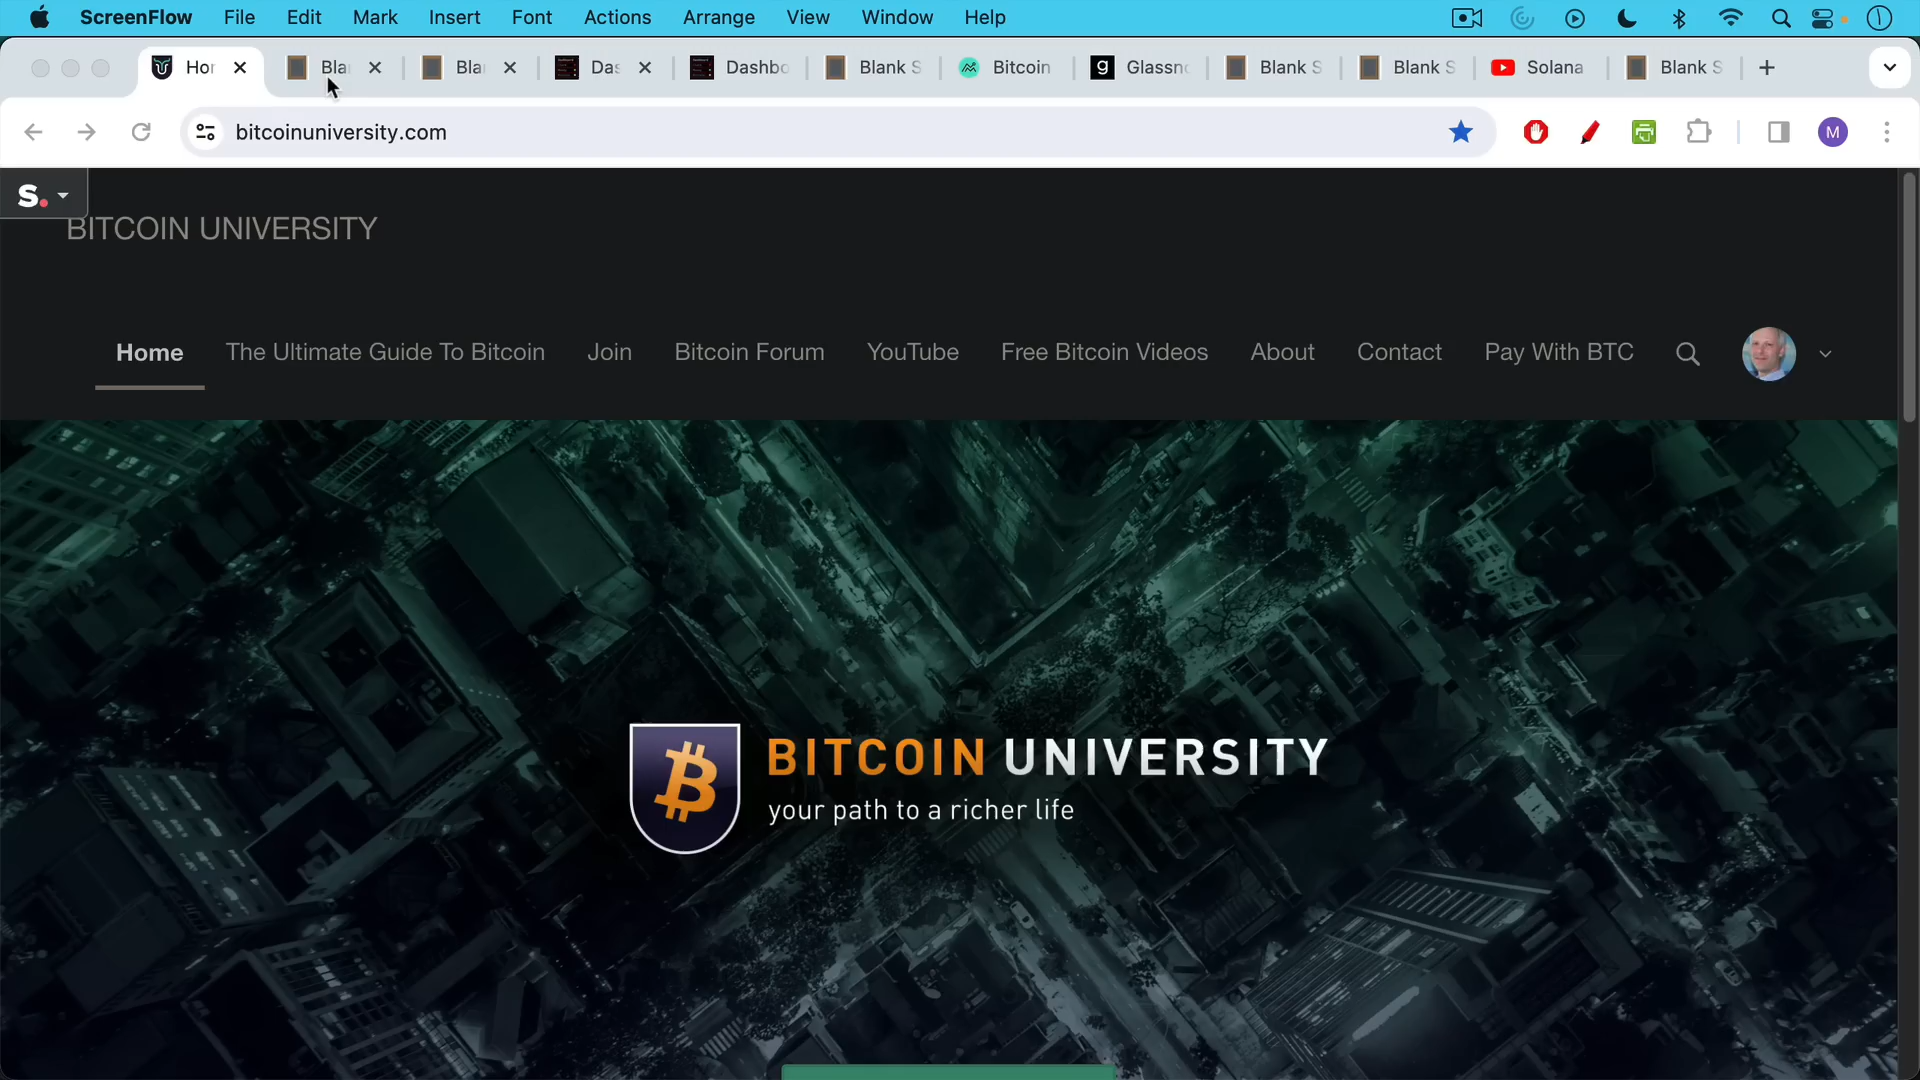 ScreenFlow File Edit Mark Insert Font Actions Arrange View Window Help
Hor Bla Bla Das Dashbo Blank S Bitcoin Glassno Blank S Blank S Solana Blank S
bitcoinuniversity.com
M
S.
BITCOIN UNIVERSITY
Home The Ultimate Guide To Bitcoin Join Bitcoin Forum YouTube Free Bitcoin Videos About Contact Pay With BTC
BITCOIN UNIVERSITY
your path to a richer life